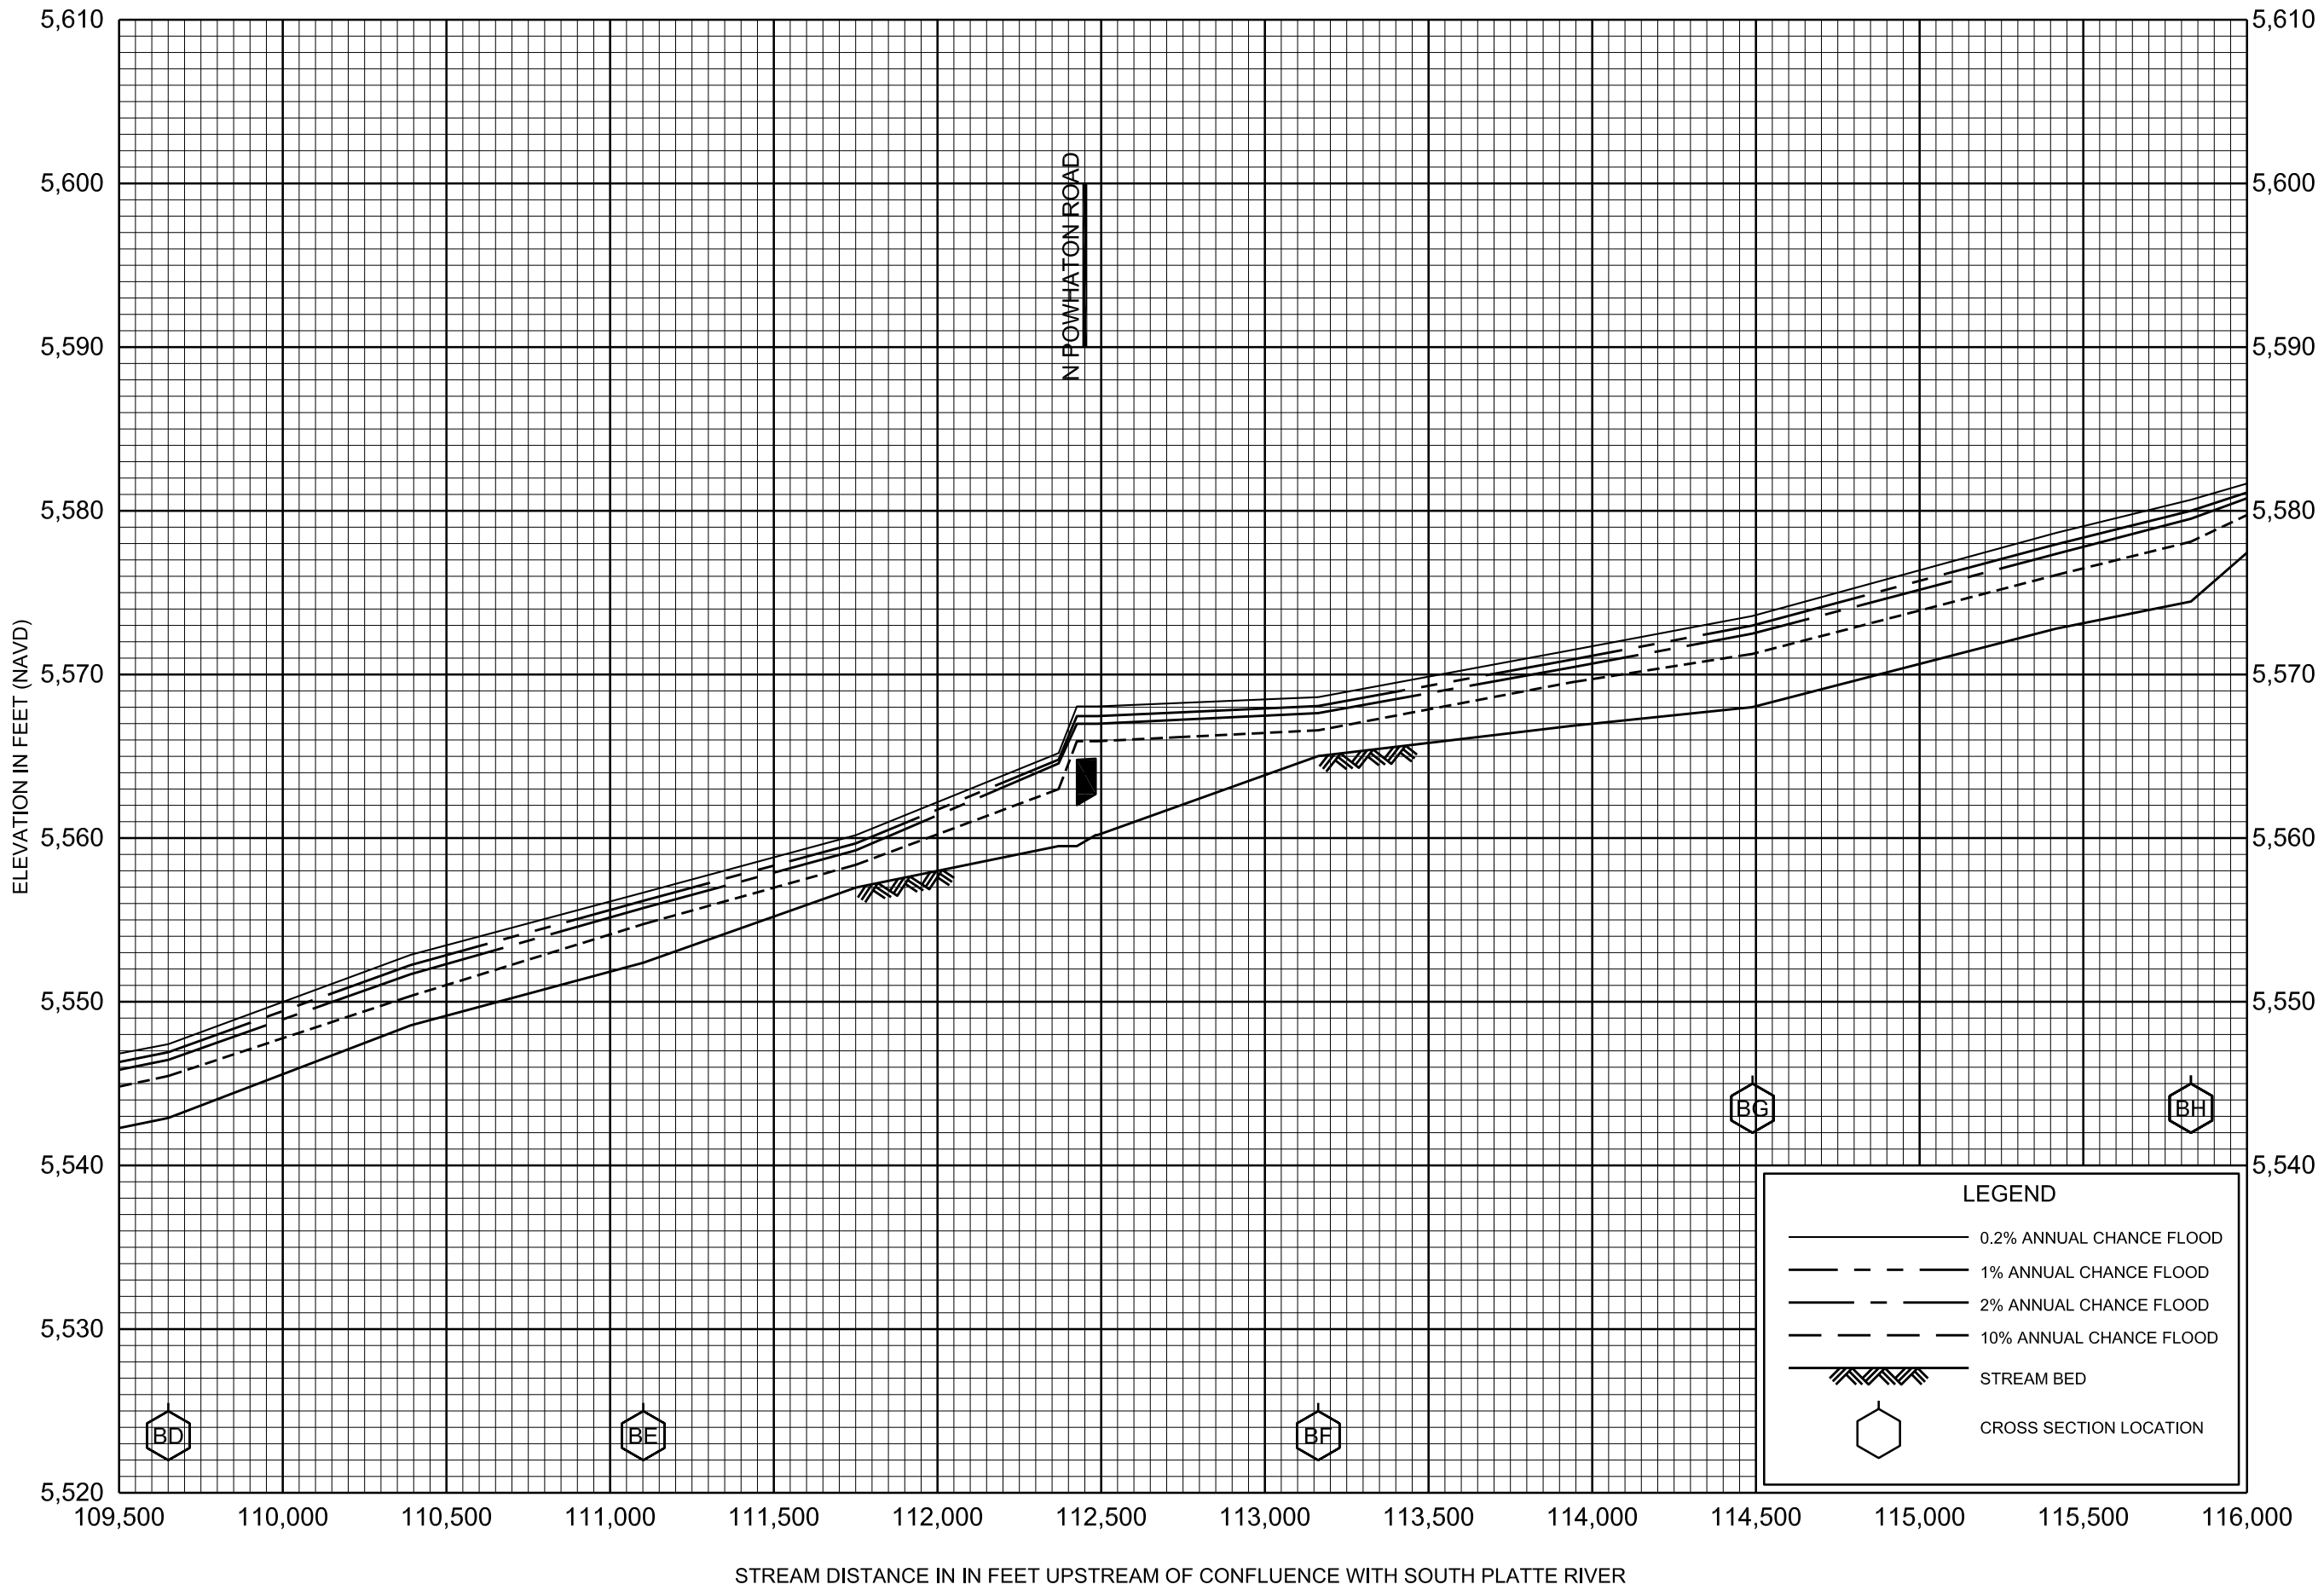 5,610
5,610
5,600
5,600
N POWHATON ROAD
5,590
5,590
5,580
5,580
5,570
5,570
ELEVATION IN FEET (NAVD)
5,560
5,560
5,550
5,550
BG
BH
5,540
5,540
LEGEND
0.2% ANNUAL CHANCE FLOOD
1% ANNUAL CHANCE FLOOD
2% ANNUAL CHANCE FLOOD
10% ANNUAL CHANCE FLOOD
STREAM BED
CROSS SECTION LOCATION
5,530
BD
BE
BF
5,520
109,500 110,000 110,500 111,000 111,500 112,000 112,500 113,000 113,500 114,000 114,500 115,000 115,500 116,000
STREAM DISTANCE IN IN FEET UPSTREAM OF CONFLUENCE WITH SOUTH PLATTE RIVER